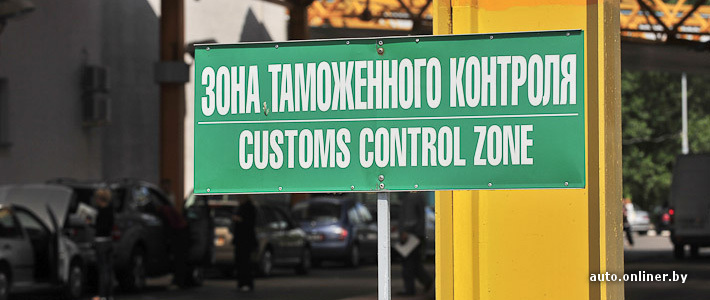 ЗОНА ТАМОЖЕННОГО КОНТРОЛЯ
CUSTOMS CONTROL ZONE
auto.onliner.by